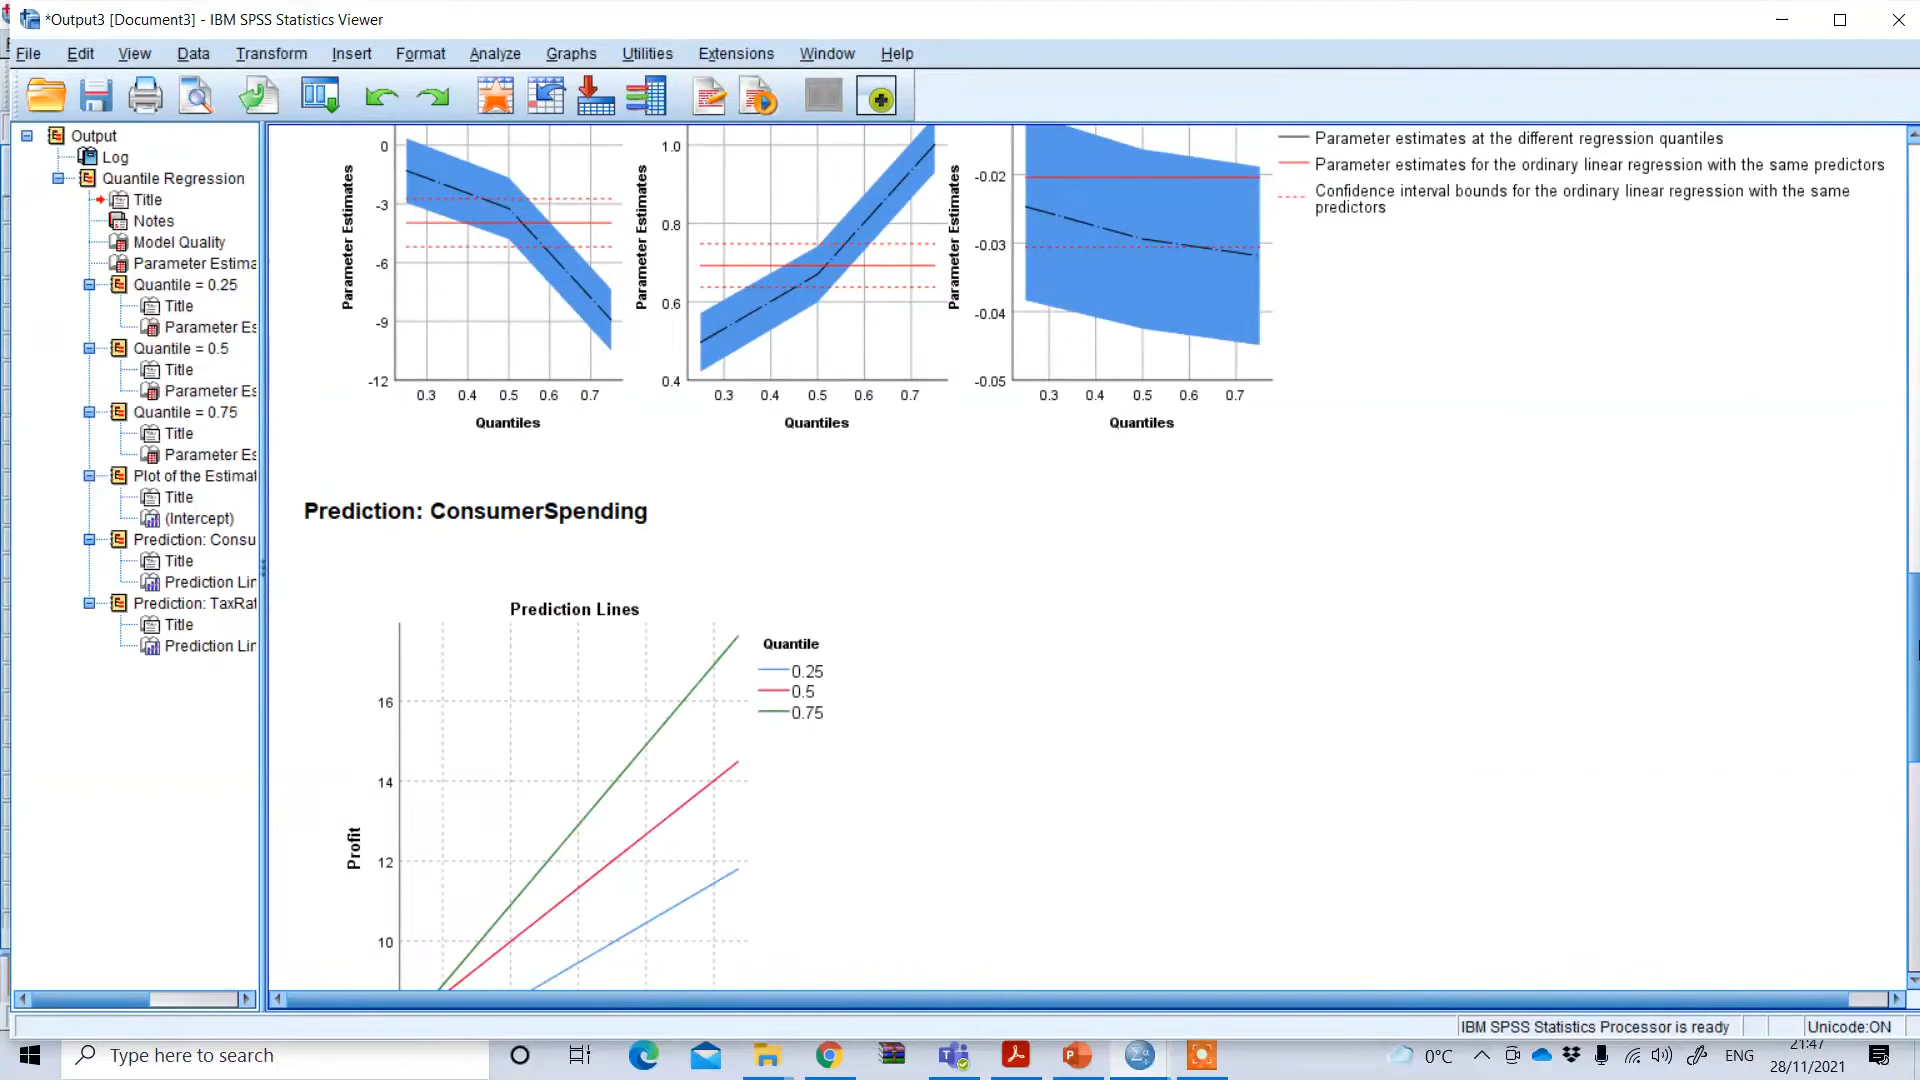 *Output3 [Document3] - IBM SPSS Statistics Viewer
File Edit View Data Transform Insert Format Analyze Graphs Utilities Extensions Window Help
Output
Log
Quantile Regression
Title
Notes
Model Quality
Parameter Estima
Quantile = 0.25
Title
Parameter Es
Quantile = 0.5
Title
Parameter Es
Quantile = 0.75
Title
Parameter Es
Plot of the Estimat
Title
(Intercept)
Prediction: Consu
Title
Prediction Lin
Prediction: TaxRat
Title
Prediction Lin
Parameter Estimates
0
-3
-6
-9
-12
0.3 0.4 0.5 0.6 0.7
Quantiles
Parameter Estimates
1.0
0.8
0.6
0.4
0.3 0.4 0.5 0.6 0.7
Quantiles
Parameter Estimates
-0.02
-0.03
-0.04
-0.05
0.3 0.4 0.5 0.6 0.7
Quantiles
Parameter estimates at the different regression quantiles
Parameter estimates for the ordinary linear regression with the same predictors
Confidence interval bounds for the ordinary linear regression with the same
predictors
Prediction: ConsumerSpending
Prediction Lines
Profit
16
14
12
10
Quantile
0.25
0.5
0.75
IBM SPSS Statistics Processor is ready
Unicode:ON
Type here to search
0°C
ENG
21:47
28/11/2021